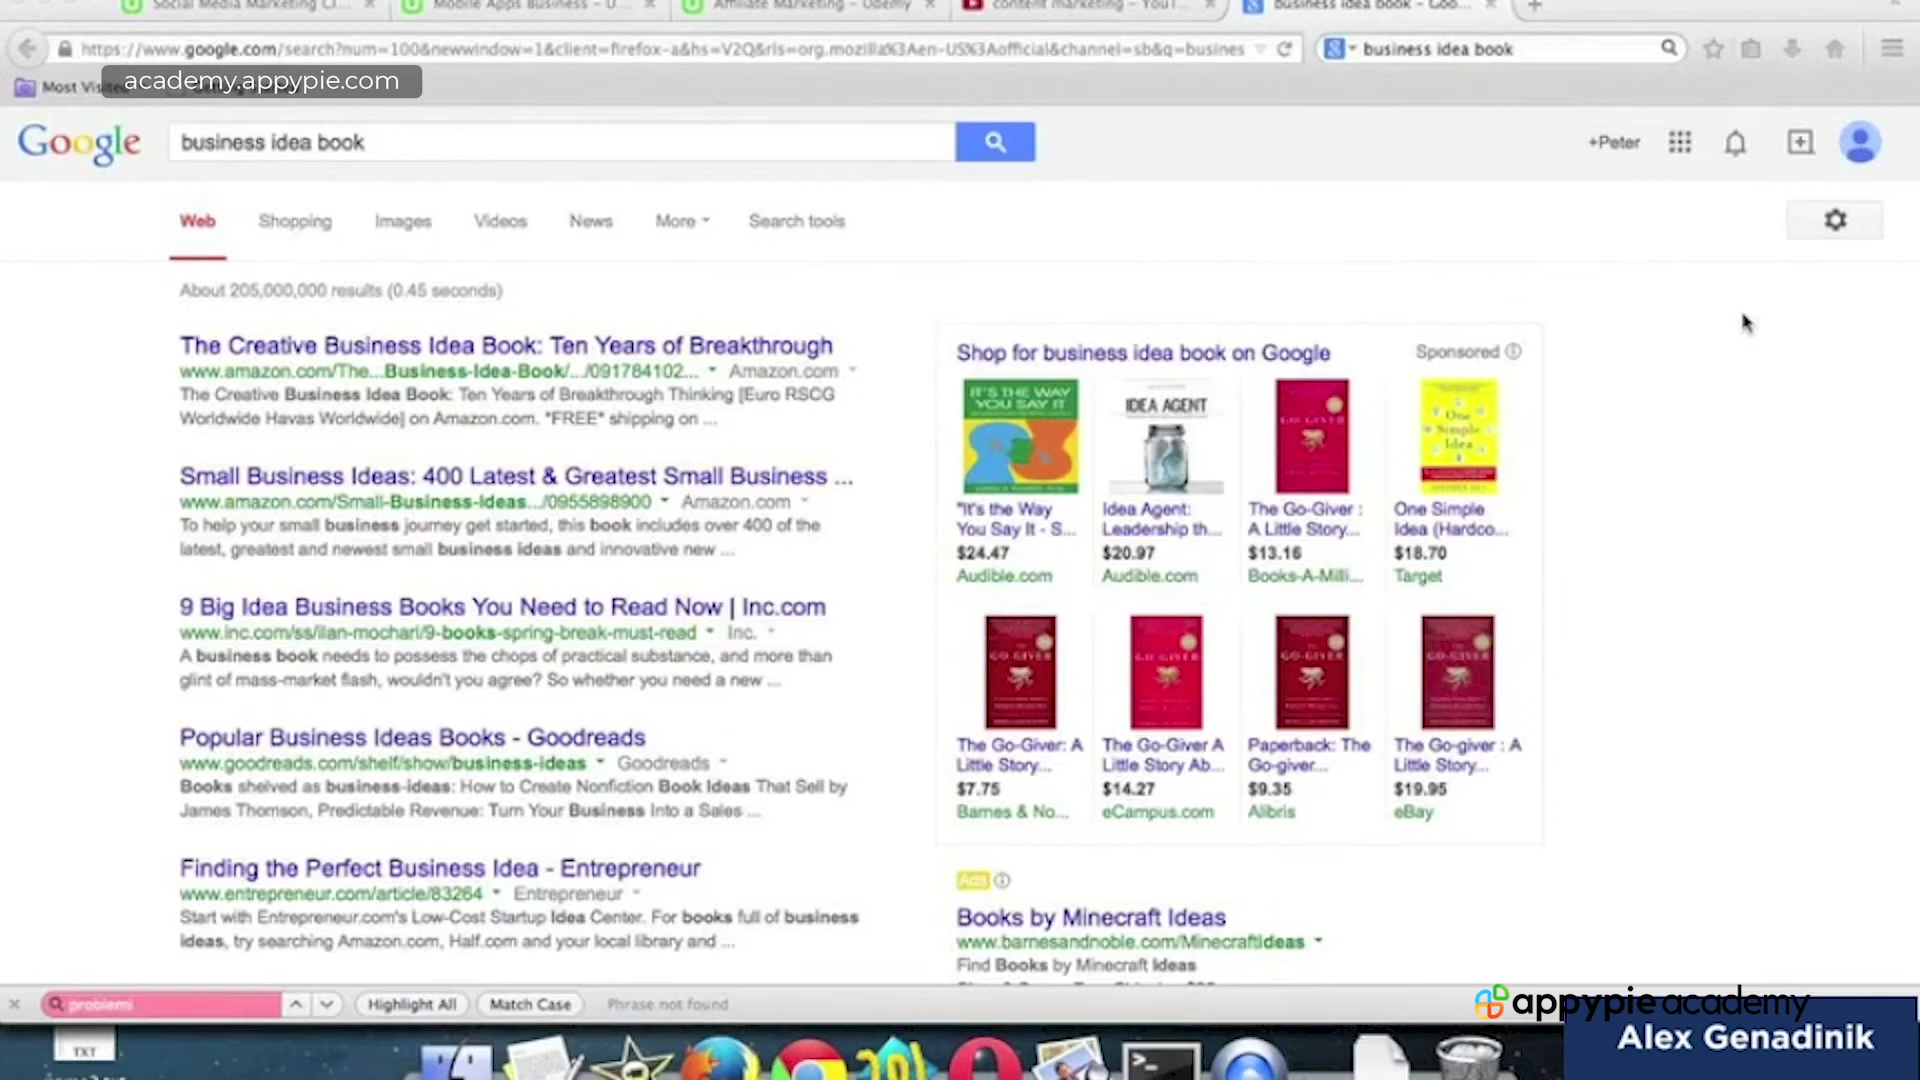 Social Media Marketing
Mobile Apps Business - U...
Affiliate Marketing - Udemy
content marketing - YouT...
business idea book - Goo...
https://www.google.com/search?num=100&newwindow=1&client=firefox-a&hs=V2Q&rls=org.mozilla%3Aen-US%3Aofficial&channel=sb&q=busines
business idea book
Most Visited
academy.appypie.com
Google
business idea book
+Peter
Web
Shopping
Images
Videos
News
More
Search tools
About 205,000,000 results (0.45 seconds)
The Creative Business Idea Book: Ten Years of Breakthrough
www.amazon.com/The...Business-Idea-Book/.../091784102... Amazon.com
The Creative Business Idea Book: Ten Years of Breakthrough Thinking [Euro RSCG
Worldwide Havas Worldwide] on Amazon.com. *FREE* shipping on ...
Small Business Ideas: 400 Latest & Greatest Small Business ...
www.amazon.com/Small-Business-Ideas.../0955898900 Amazon.com
To help your small business journey get started, this book includes over 400 of the
latest, greatest and newest small business ideas and innovative new ...
9 Big Idea Business Books You Need to Read Now | Inc.com
www.inc.com/ss/ilan-mochari/9-books-spring-break-must-read Inc.
A business book needs to possess the chops of practical substance, and more than
glint of mass-market flash, wouldn't you agree? So whether you need a new ...
Popular Business Ideas Books - Goodreads
www.goodreads.com/shelf/show/business-ideas Goodreads
Books shelved as business-ideas: How to Create Nonfiction Book Ideas That Sell by
James Thomson, Predictable Revenue: Turn Your Business Into a Sales ...
Finding the Perfect Business Idea - Entrepreneur
www.entrepreneur.com/article/83264 Entrepreneur
Start with Entrepreneur.com's Low-Cost Startup Idea Center. For books full of business
ideas, try searching Amazon.com, Half.com and your local library and ...
Shop for business idea book on Google
Sponsored
IT'S THE WAY
YOU SAY IT
IDEA AGENT
GO-GIVER
One
Simple
Idea
"It's the Way
You Say It - S...
$24.47
Audible.com
Idea Agent:
Leadership th...
$20.97
Audible.com
The Go-Giver :
A Little Story...
$13.16
Books-A-Milli...
One Simple
Idea (Hardco...
$18.70
Target
GO-GIVER
GO-GIVER
GO-GIVER
GO-GIVER
The Go-Giver: A
Little Story...
$7.75
Barnes & No...
The Go-Giver A
Little Story Ab...
$14.27
eCampus.com
Paperback: The
Go-giver...
$9.35
Alibris
The Go-giver : A
Little Story...
$19.95
eBay
Ads
Books by Minecraft Ideas
www.barnesandnoble.com/MinecraftIdeas
Find Books by Minecraft Ideas
problemi
Highlight All
Match Case
Phrase not found
appypie academy
Alex Genadinik
TXT